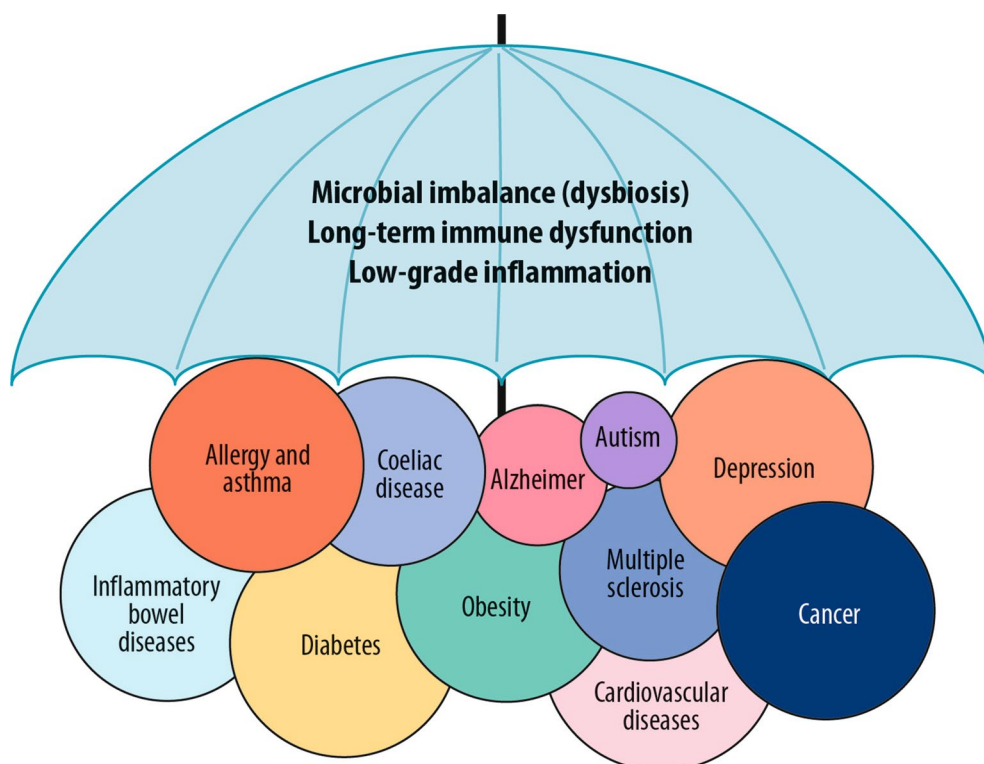 Microbial imbalance (dysbiosis)
Long-term immune dysfunction
Low-grade inflammation
Allergy and
asthma
Coeliac
disease
Alzheimer
Autism
Depression
Inflammatory
bowel
diseases
Diabetes
Obesity
Multiple
sclerosis
Cancer
Cardiovascular
diseases